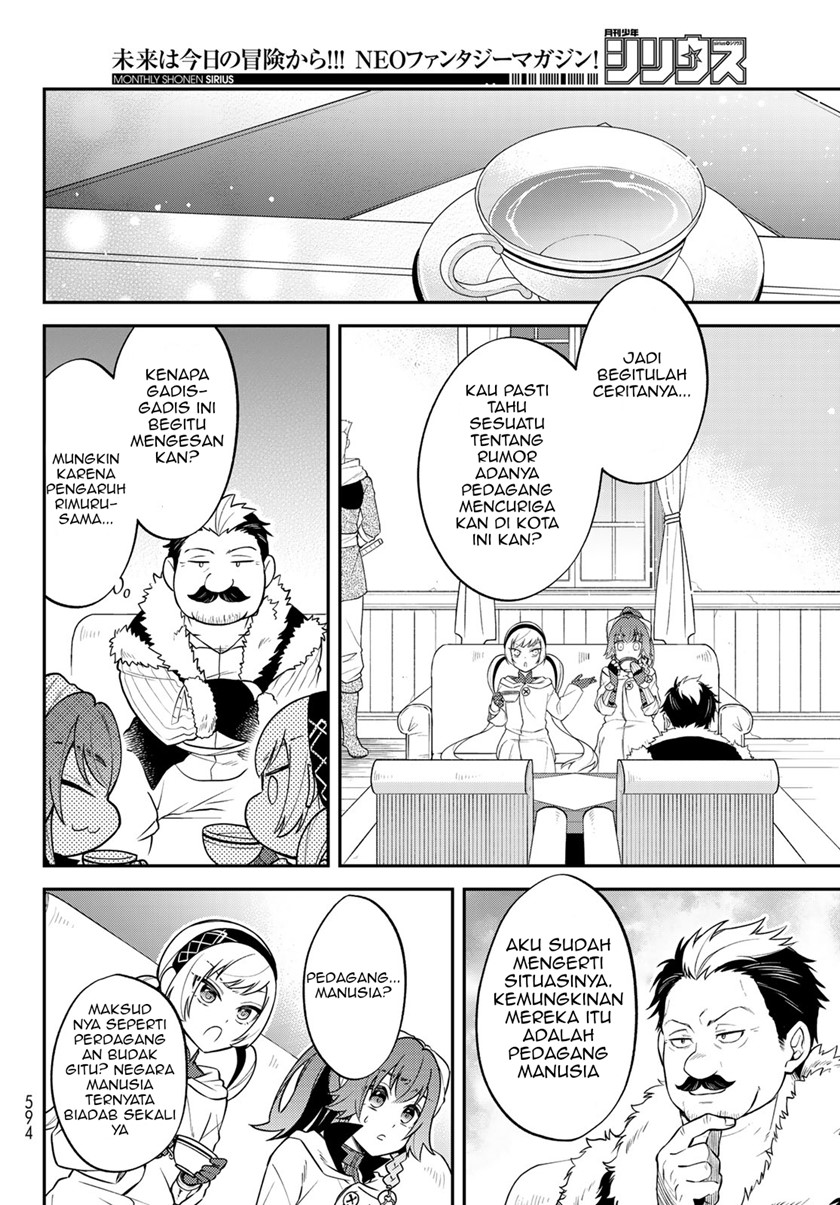 未来は今日の冒険から!!! NEOファンタジーマガジン!
月刊少年
シリウス
MONTHLY SHONEN SIRIUS
JADI
BEGITULAH
CERITANYA...
KAU PASTI
TAHU
SESUATU
TENTANG
RUMOR
ADANYA
PEDAGANG
MENCURIGA
KAN DI KOTA
INI KAN?
KENAPA
GADIS-
GADIS INI
BEGITU
MENGESAN
KAN?
MUNGKIN
KARENA
PENGARUH
RIMURU-
SAMA...
AKU SUDAH
MENGERTI
SITUASINYA.
KEMUNGKINAN
MEREKA ITU
ADALAH
PEDAGANG
MANUSIA
PEDAGANG...
MANUSIA?
MAKSUD
NYA SEPERTI
PERDAGANG
AN BUDAK
GITU? NEGARA
MANUSIA
TERNYATA
BIADAB SEKALI
YA
594